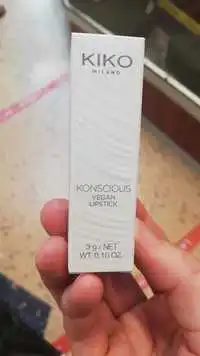 KIKO
MILANO
KONSCIOUS
VEGAN
LIPSTICK
3 g / NET
WT. 0.10 OZ.